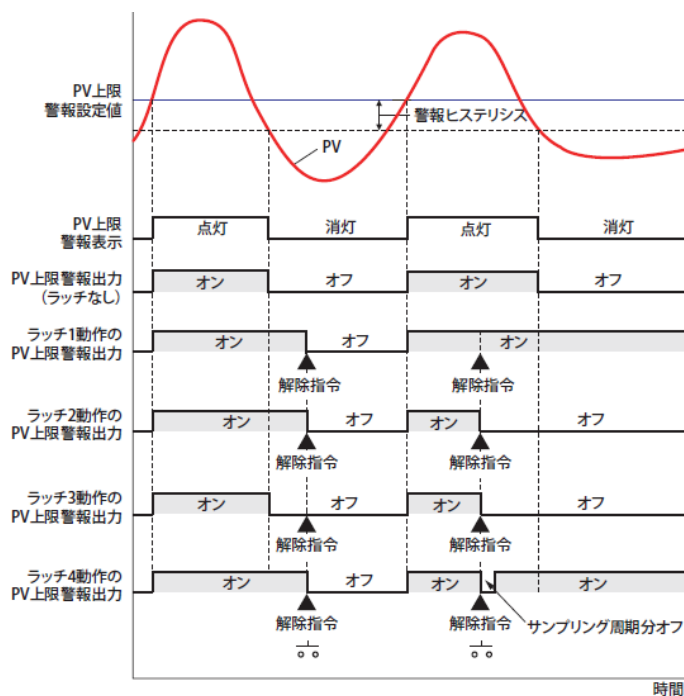 PV上限
警報設定値
警報ヒステリシス
PV
PV上限
警報表示
点灯
消灯
点灯
消灯
PV上限警報出力
(ラッチなし)
オン
オフ
オン
オフ
ラッチ1動作の
PV上限警報出力
オン
オフ
オン
解除指令
解除指令
ラッチ2動作の
PV上限警報出力
オン
オフ
オン
オフ
解除指令
解除指令
ラッチ3動作の
PV上限警報出力
オン
オフ
オン
オフ
解除指令
解除指令
ラッチ4動作の
PV上限警報出力
オン
オフ
オン
オン
解除指令
解除指令
サンプリング周期分オフ
時間